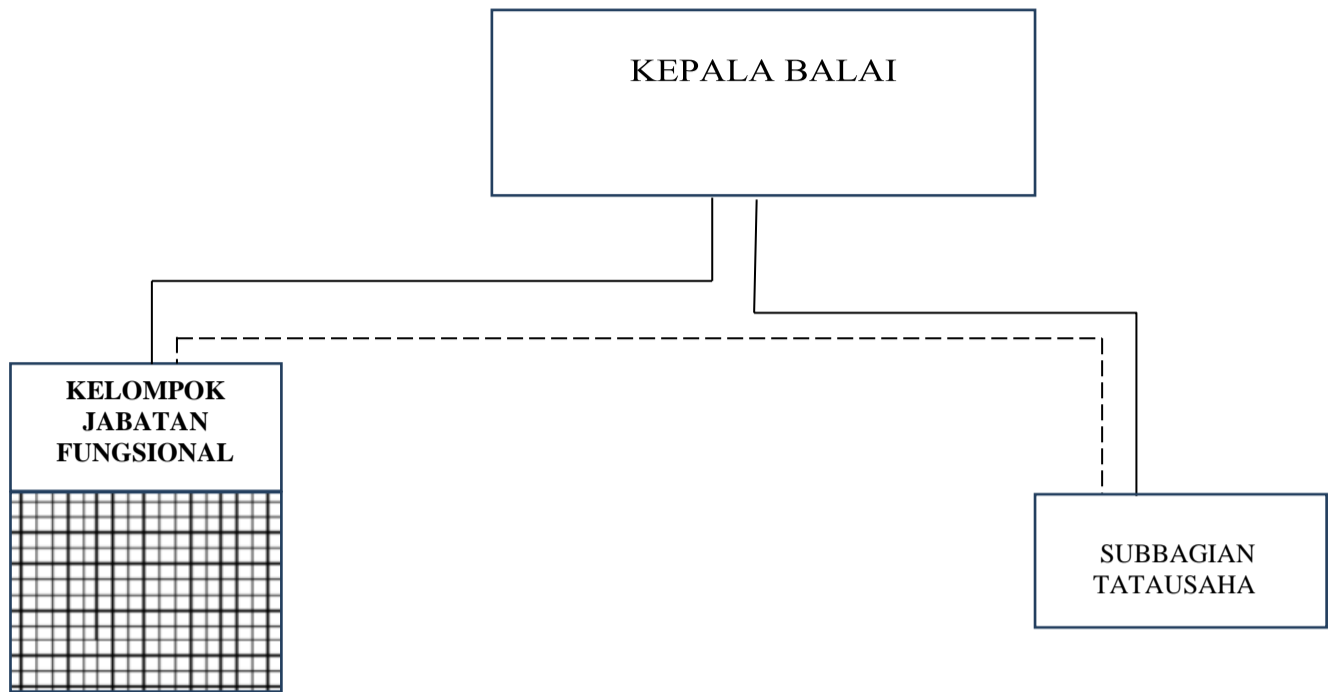 KEPALA BALAI
KELOMPOK
JABATAN
FUNGSIONAL
SUBBAGIAN
TATAUSAHA